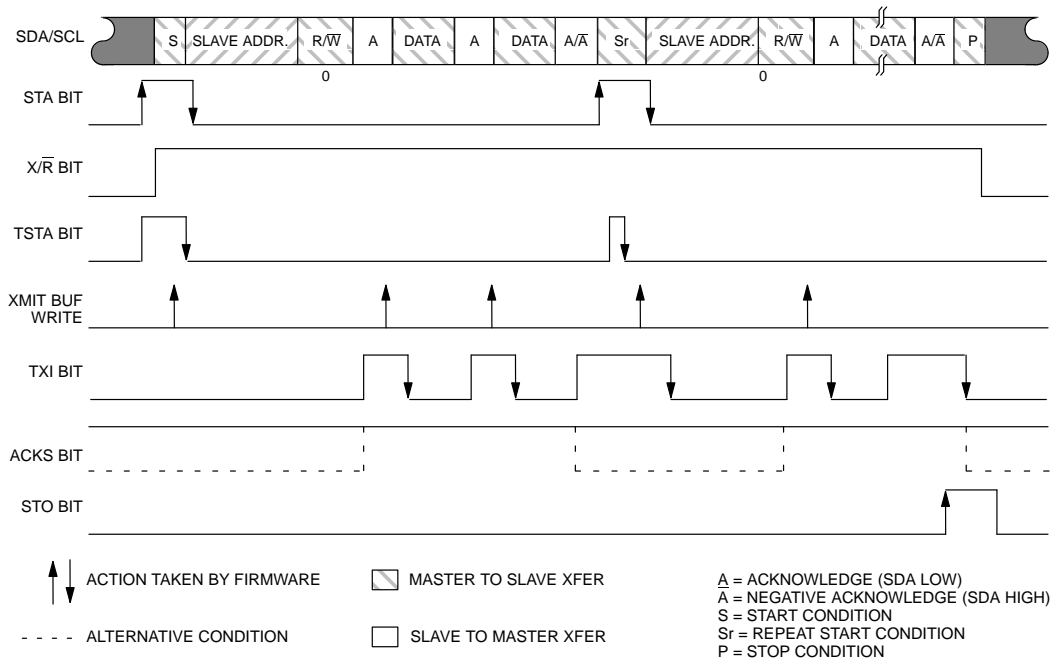 SDA/SCL S SLAVE ADDR. R/W̅ A DATA A DATA A/A̅ Sr SLAVE ADDR. R/W̅ A DATA A/A̅ P
0 0
STA BIT
X/R̅ BIT
TSTA BIT
XMIT BUF
WRITE
TXI BIT
ACKS BIT
STO BIT
ACTION TAKEN BY FIRMWARE
MASTER TO SLAVE XFER
ALTERNATIVE CONDITION
SLAVE TO MASTER XFER
A = ACKNOWLEDGE (SDA LOW)
A̅ = NEGATIVE ACKNOWLEDGE (SDA HIGH)
S = START CONDITION
Sr = REPEAT START CONDITION
P = STOP CONDITION